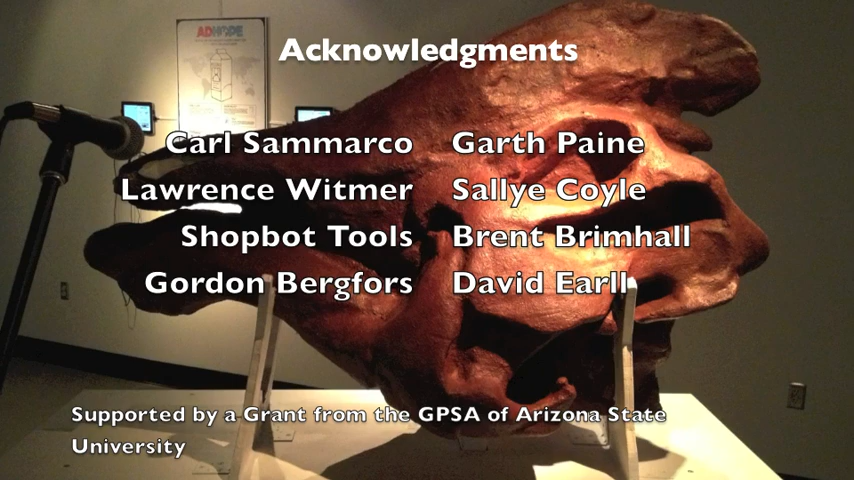 ADHOPE
Acknowledgments
Carl Sammarco
Garth Paine
Lawrence Witmer
Sallye Coyle
Shopbot Tools
Brent Brimhall
Gordon Bergfors
David Earll
Supported by a Grant from the GPSA of Arizona State
University